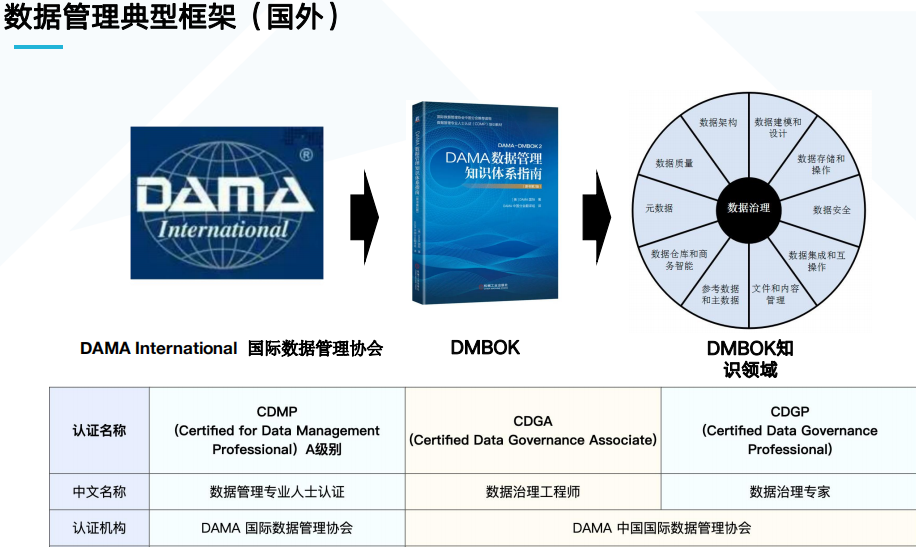 数据管理典型框架（国外）
DAMA
®
International
DAMA-DMBOK 2
DAMA数据管理
知识体系指南
数据架构
数据建模和
设计
数据存储和
操作
数据安全
数据集成和互
操作
文件和内容
管理
参考数据
和主数据
数据仓库和商
务智能
元数据
数据质量
数据治理
DAMA International 国际数据管理协会
DMBOK
DMBOK知
识领域
认证名称
CDMP
（Certified for Data Management
Professional）A级别
CDGA
（Certified Data Governance Associate）
CDGP
（Certified Data Governance
Professional）
中文名称
数据管理专业人士认证
数据治理工程师
数据治理专家
认证机构
DAMA 国际数据管理协会
DAMA 中国国际数据管理协会